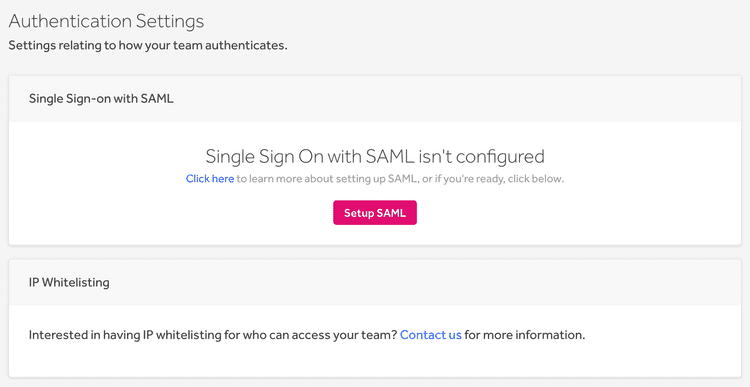 Authentication Settings
Settings relating to how your team authenticates.
Single Sign-on with SAML
Single Sign On with SAML isn't configured
Click here to learn more about setting up SAML, or if you're ready, click below.
Setup SAML
IP Whitelisting
Interested in having IP whitelisting for who can access your team? Contact us for more information.